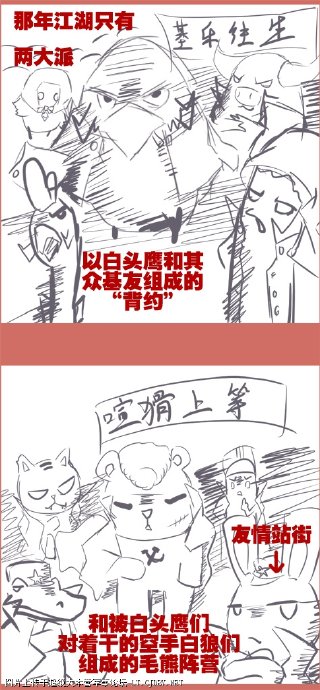 那年江湖只有
两大派
基乐往生
以白头鹰和其
众基友组成的
“背约”
喧猾上等
友情站街
和被白头鹰们
对着干的空手白狼们
组成的毛熊阵营